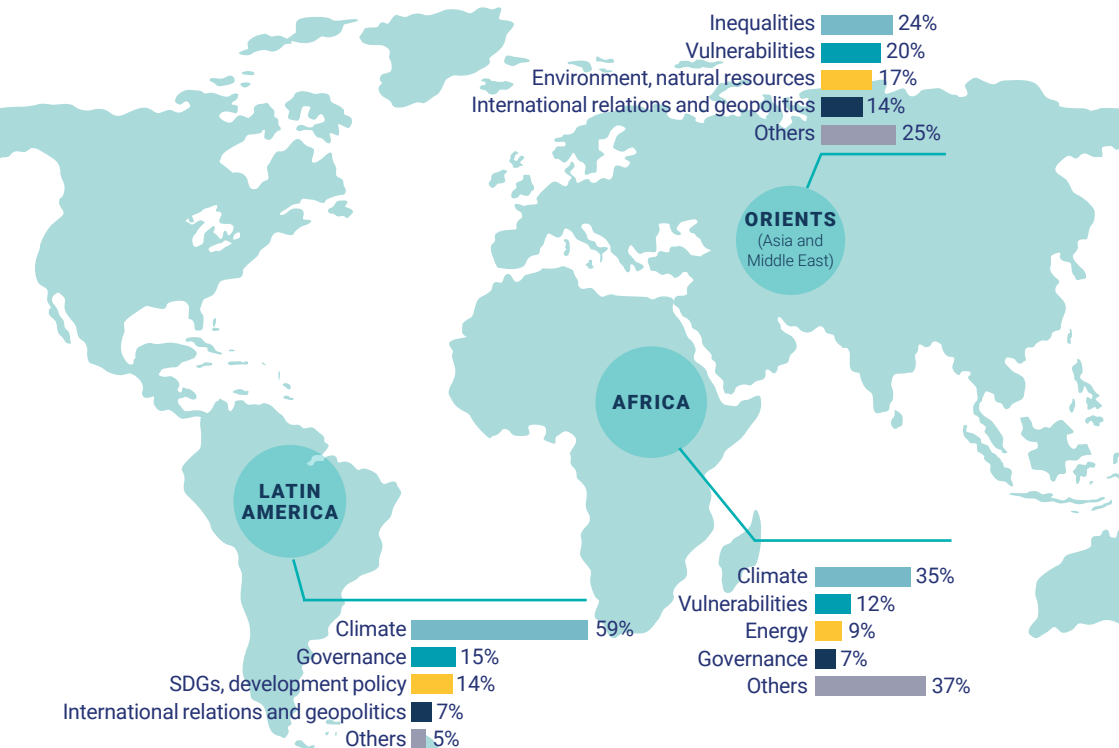 Inequalities 24%
Vulnerabilities 20%
Environment, natural resources 17%
International relations and geopolitics 14%
Others 25%
ORIENTS
(Asia and
Middle East)
AFRICA
LATIN
AMERICA
Climate 35%
Vulnerabilities 12%
Energy 9%
Governance 7%
Others 37%
Climate 59%
Governance 15%
SDGs, development policy 14%
International relations and geopolitics 7%
Others 5%